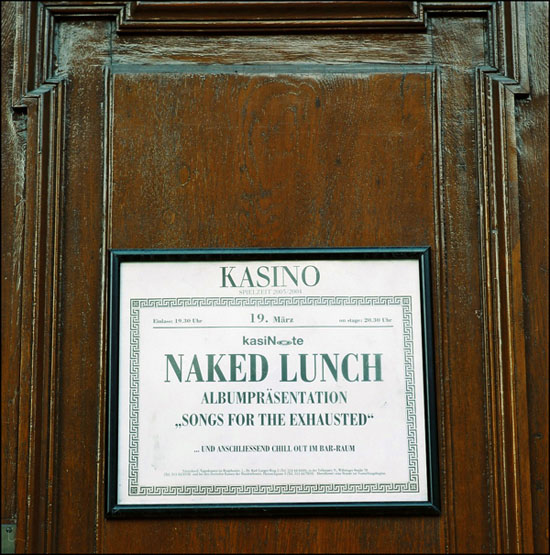 KASINO
SPIELZEIT 2003-2004
Einlass: 19.30 Uhr 19. März on stage: 20.30 Uhr
kasiNote
NAKED LUNCH
ALBUMPRÄSENTATION
„SONGS FOR THE EXHAUSTED“
... UND ANSCHLIESSEND CHILL OUT IM BAR-RAUM